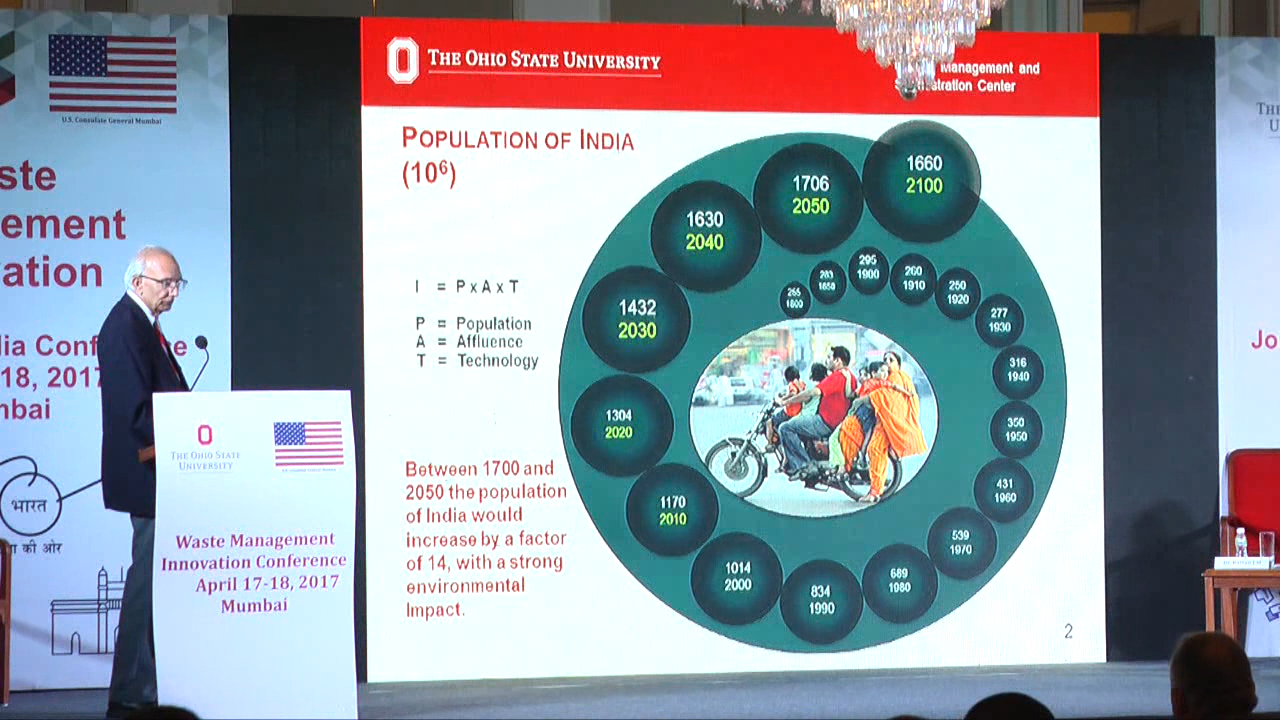 U.S. Consulate General Mumbai
ste
ement
vation
ia Conf e
18, 2017
bai
भारत
की ओर
THE OHIO STATE UNIVERSITY
Waste Management
Innovation Conference
April 17-18, 2017
Mumbai
THE OHIO STATE UNIVERSITY
Management and
stration Center
POPULATION OF INDIA
(10⁶)
I = P x A x T
P = Population
A = Affluence
T = Technology
Between 1700 and
2050 the population
of India would
increase by a factor
of 14, with a strong
environmental
Impact.
255
1800
283
1850
295
1900
260
1910
250
1920
277
1930
316
1940
350
1950
431
1960
539
1970
689
1980
834
1990
1014
2000
1170
2010
1304
2020
1432
2030
1630
2040
1706
2050
1660
2100
2
TH
U
Jo